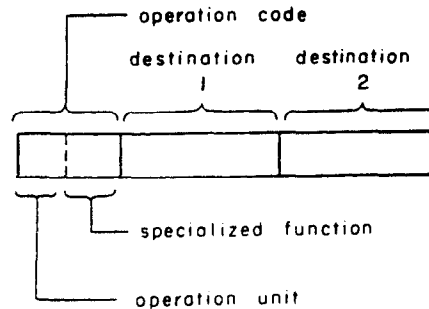 operation code
destination 1
destination 2
specialized function
operation unit